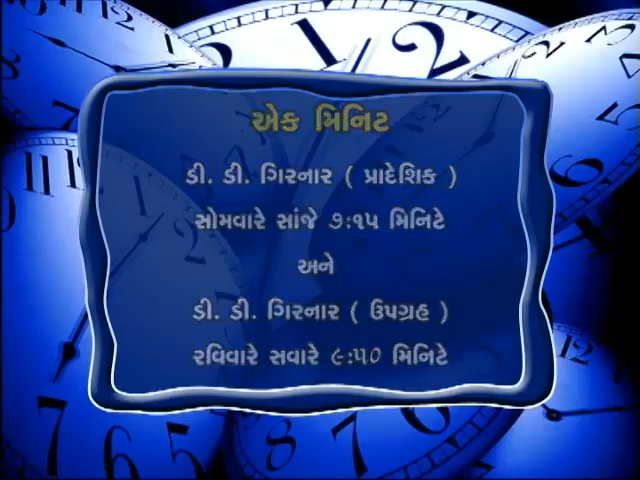 એક મિનિટ
ડી. ડી. ગિરનાર ( પ્રાદેશિક )
સોમવારે સાંજે ૭:૧૫ મિનિટે
અને
ડી. ડી. ગિરનાર ( ઉપગ્રહ )
રવિવારે સવારે ૯:૫૦ મિનિટે